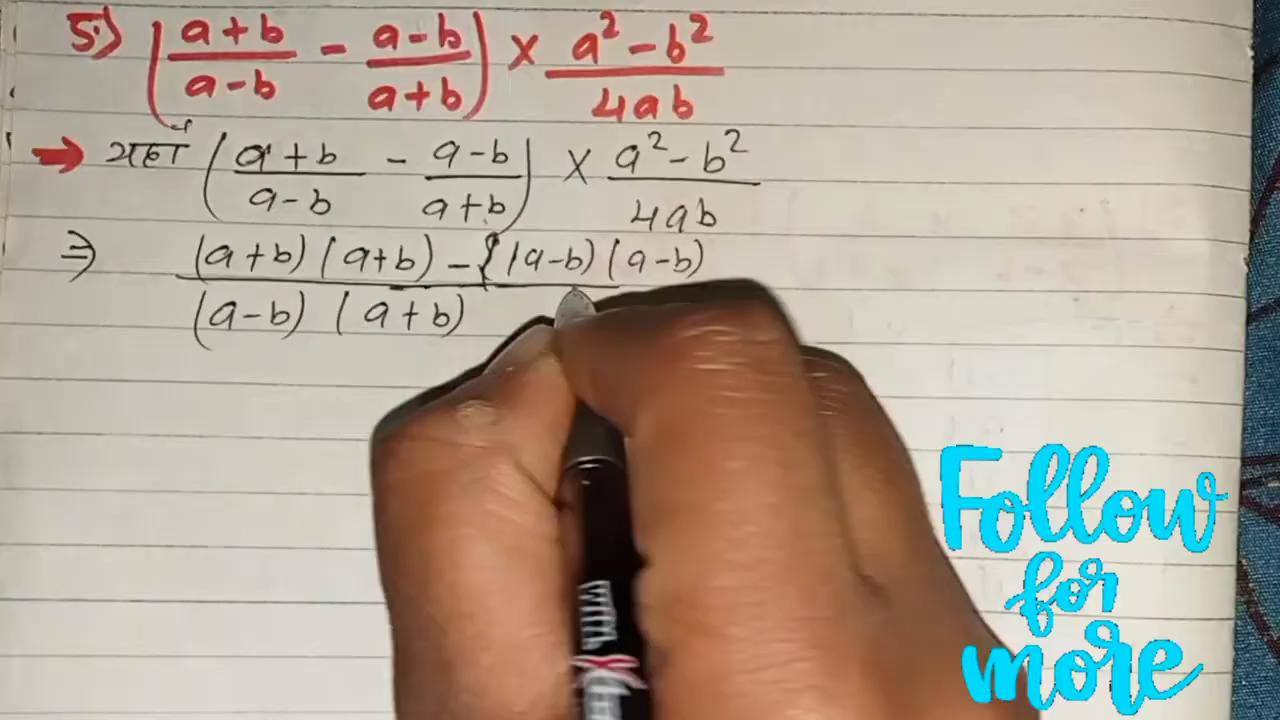 5.) ( a+b / a-b - a-b / a+b ) × a² - b² / 4ab
→ यहाँ ( a+b / a-b - a-b / a+b ) × a² - b² / 4ab
⇒ (a+b) (a+b) - { (a-b) (a-b) / (a-b) (a+b)
Follow
for
more